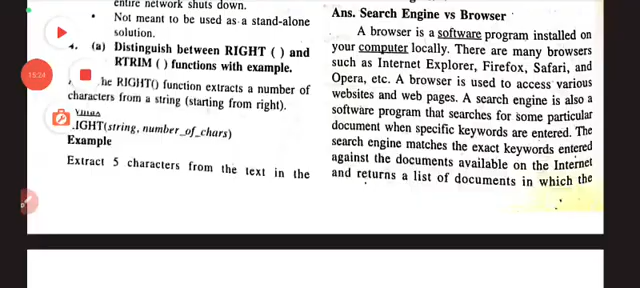 entire network shuts down.
• Not meant to be used as a stand-alone
solution.
4. (a) Distinguish between RIGHT ( ) and
RTRIM ( ) functions with example.
he RIGHT() function extracts a number of
characters from a string (starting from right).
IGHT(string, number_of_chars)
Example
Extract 5 characters from the text in the
15:24
Ans. Search Engine vs Browser
A browser is a software program installed on
your computer locally. There are many browsers
such as Internet Explorer, Firefox, Safari, and
Opera, etc. A browser is used to access various
websites and web pages. A search engine is also a
software program that searches for some particular
document when specific keywords are entered. The
search engine matches the exact keywords entered
against the documents available on the Internet
and returns a list of documents in which the